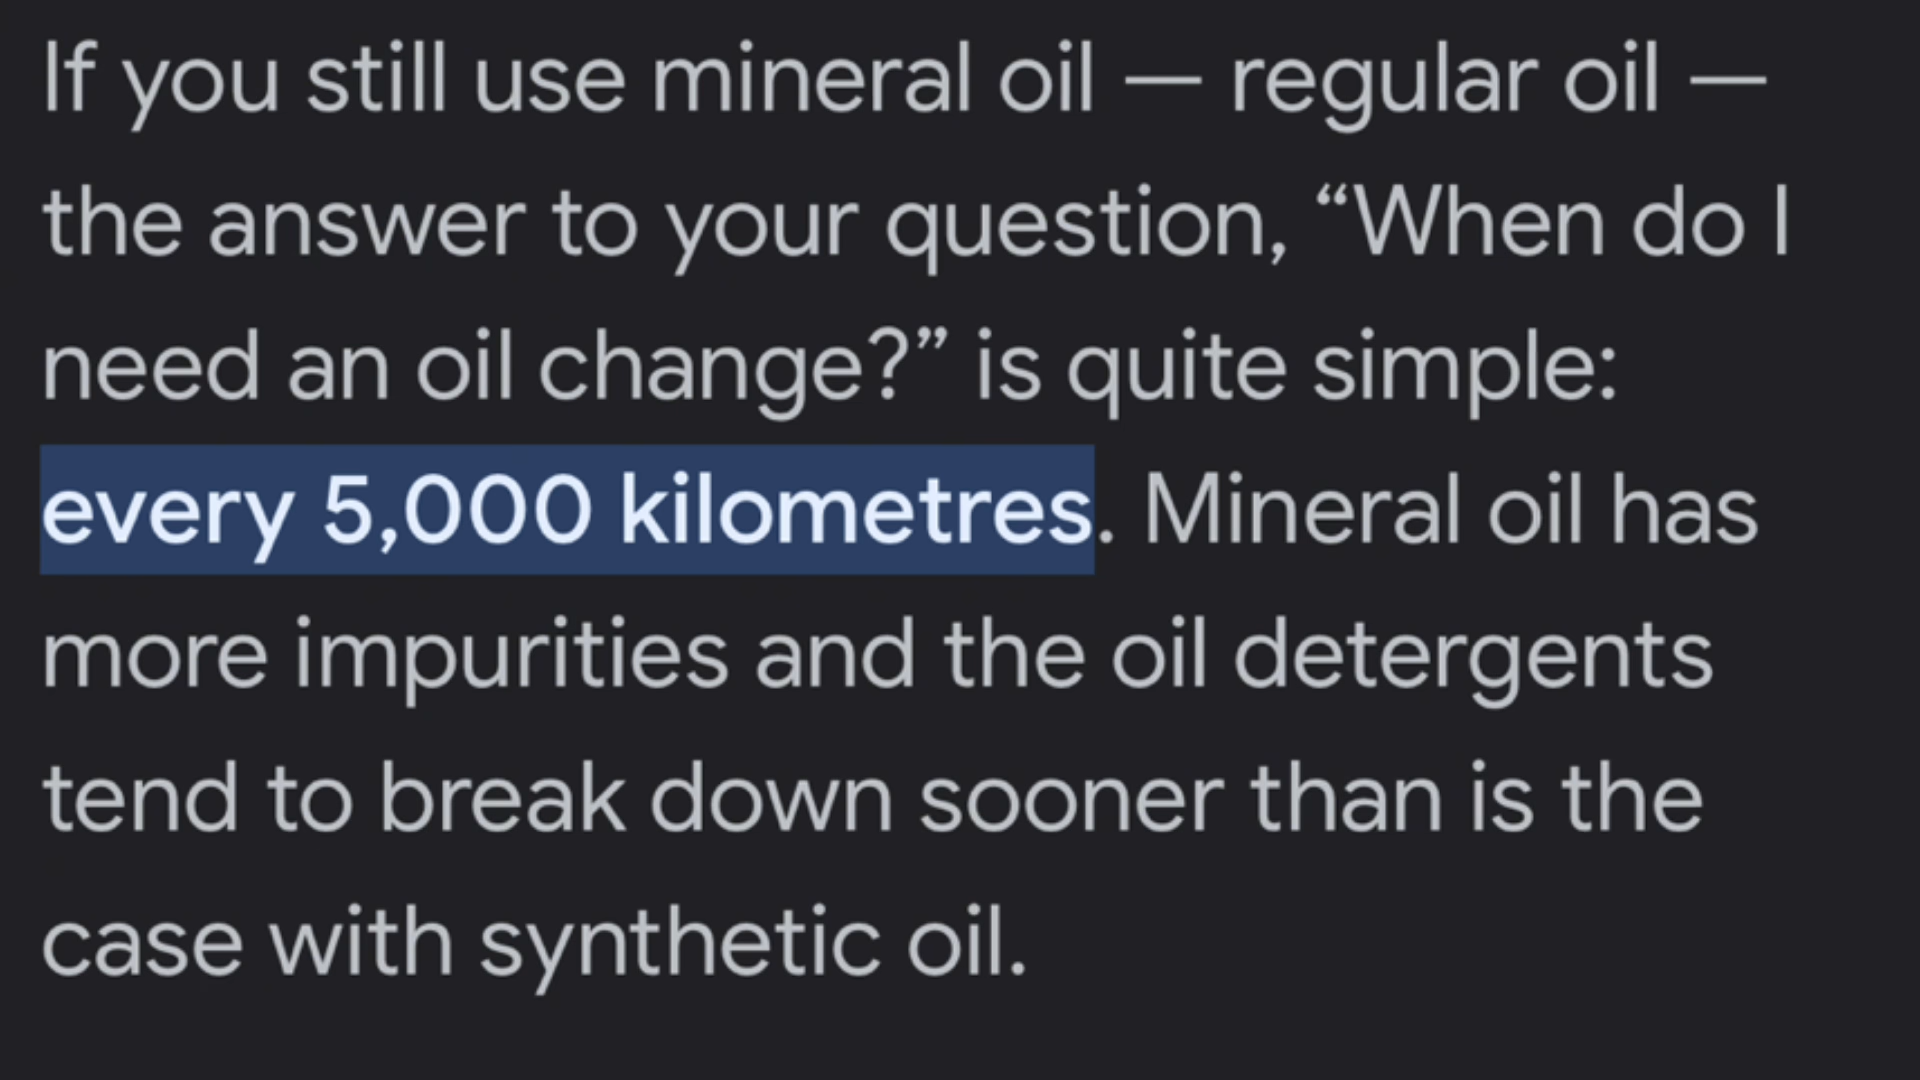 If you still use mineral oil — regular oil —
the answer to your question, “When do I
need an oil change?” is quite simple:
every 5,000 kilometres. Mineral oil has
more impurities and the oil detergents
tend to break down sooner than is the
case with synthetic oil.